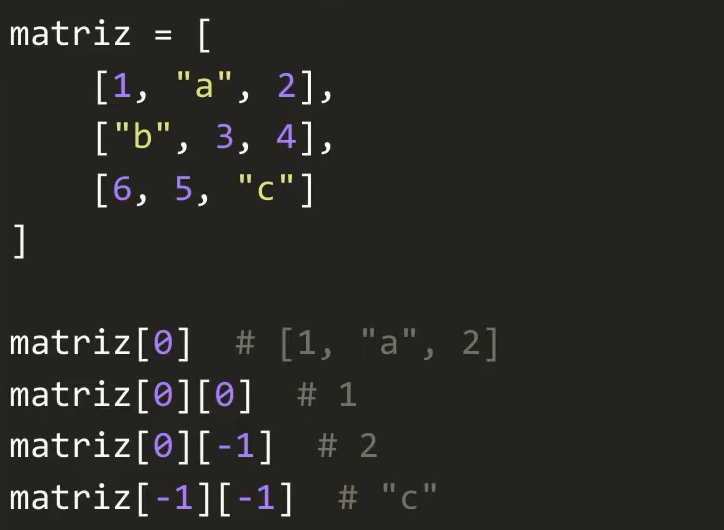 matriz = [
    [1, "a", 2],
    ["b", 3, 4],
    [6, 5, "c"]
]
matriz[0]  # [1, "a", 2]
matriz[0][0]  # 1
matriz[0][-1]  # 2
matriz[-1][-1]  # "c"